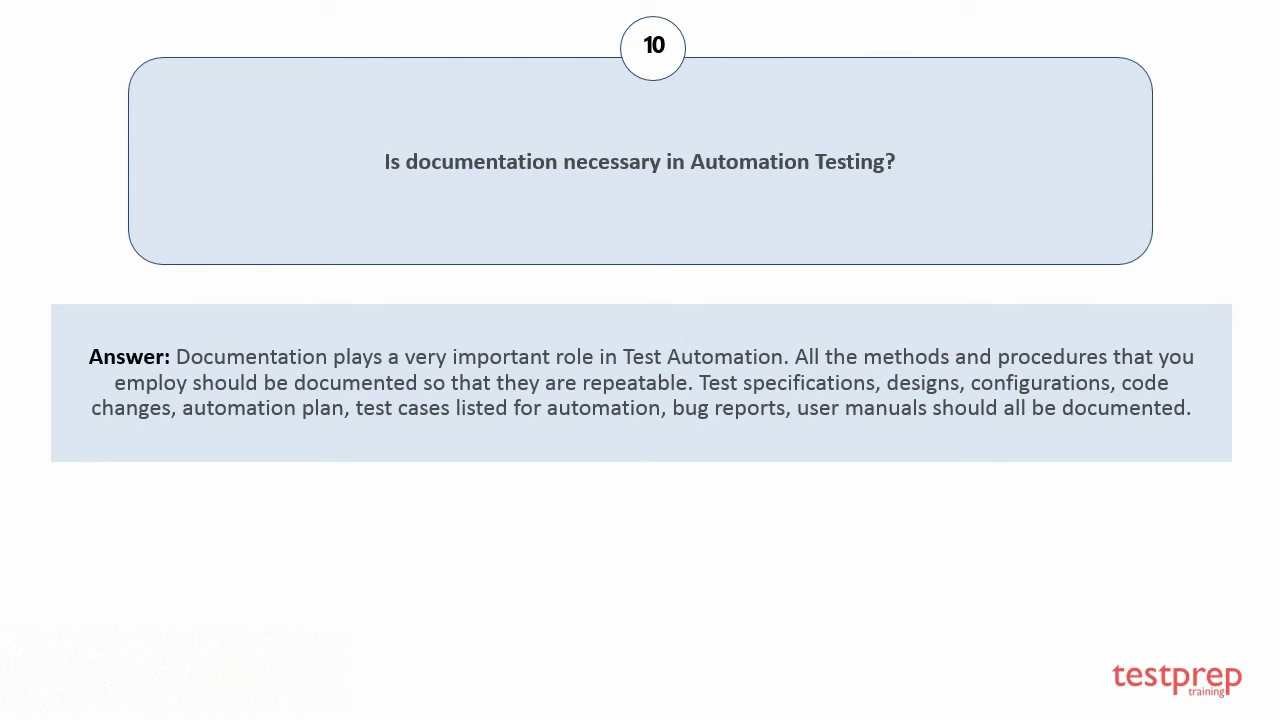 10
Is documentation necessary in Automation Testing?
Answer: Documentation plays a very important role in Test Automation. All the methods and procedures that you
employ should be documented so that they are repeatable. Test specifications, designs, configurations, code
changes, automation plan, test cases listed for automation, bug reports, user manuals should all be documented.
testprep
training